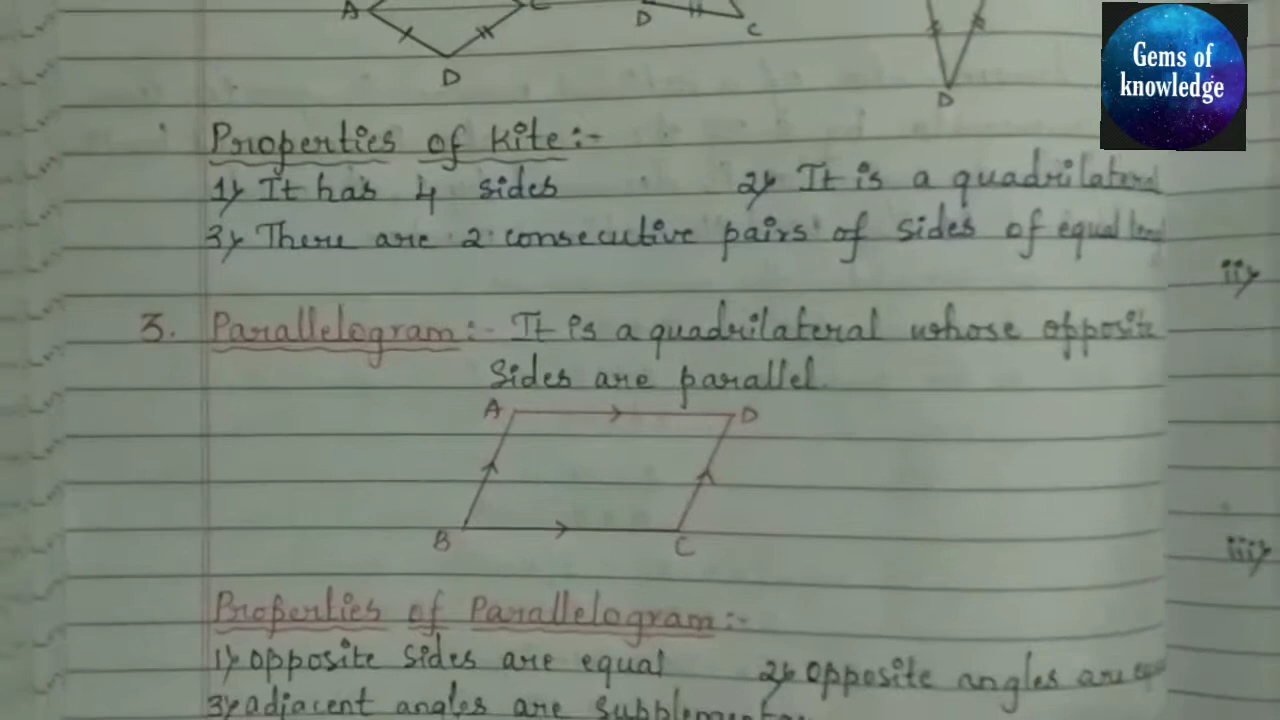 A
C
D
D
C
D
Gems of
knowledge
Properties of Kite:-
1) It has 4 sides 2) It is a quadrilateral
3) There are 2 consecutive pairs of sides of equal
ii)
3. Parallelogram:- It is a quadrilateral whose opposite
Sides are parallel.
A
D
B
C
iii)
Properties of Parallelogram:-
1) opposite sides are equal 2) opposite angles are
3) adjacent angles are